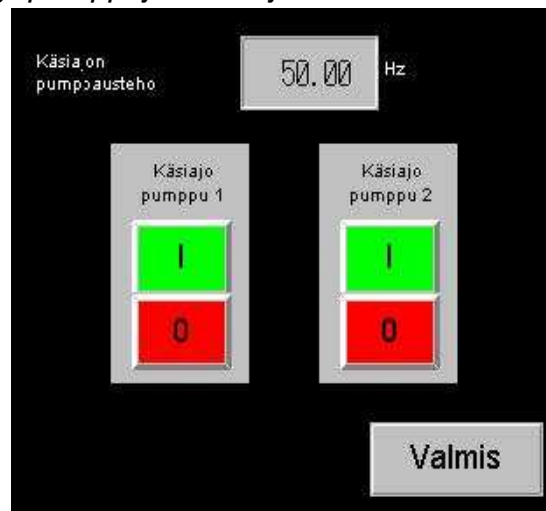 Käsiajon
pumppausteho
50.00 Hz
Käsiajo
pumppu 1
Käsiajo
pumppu 2
I
I
0
0
Valmis